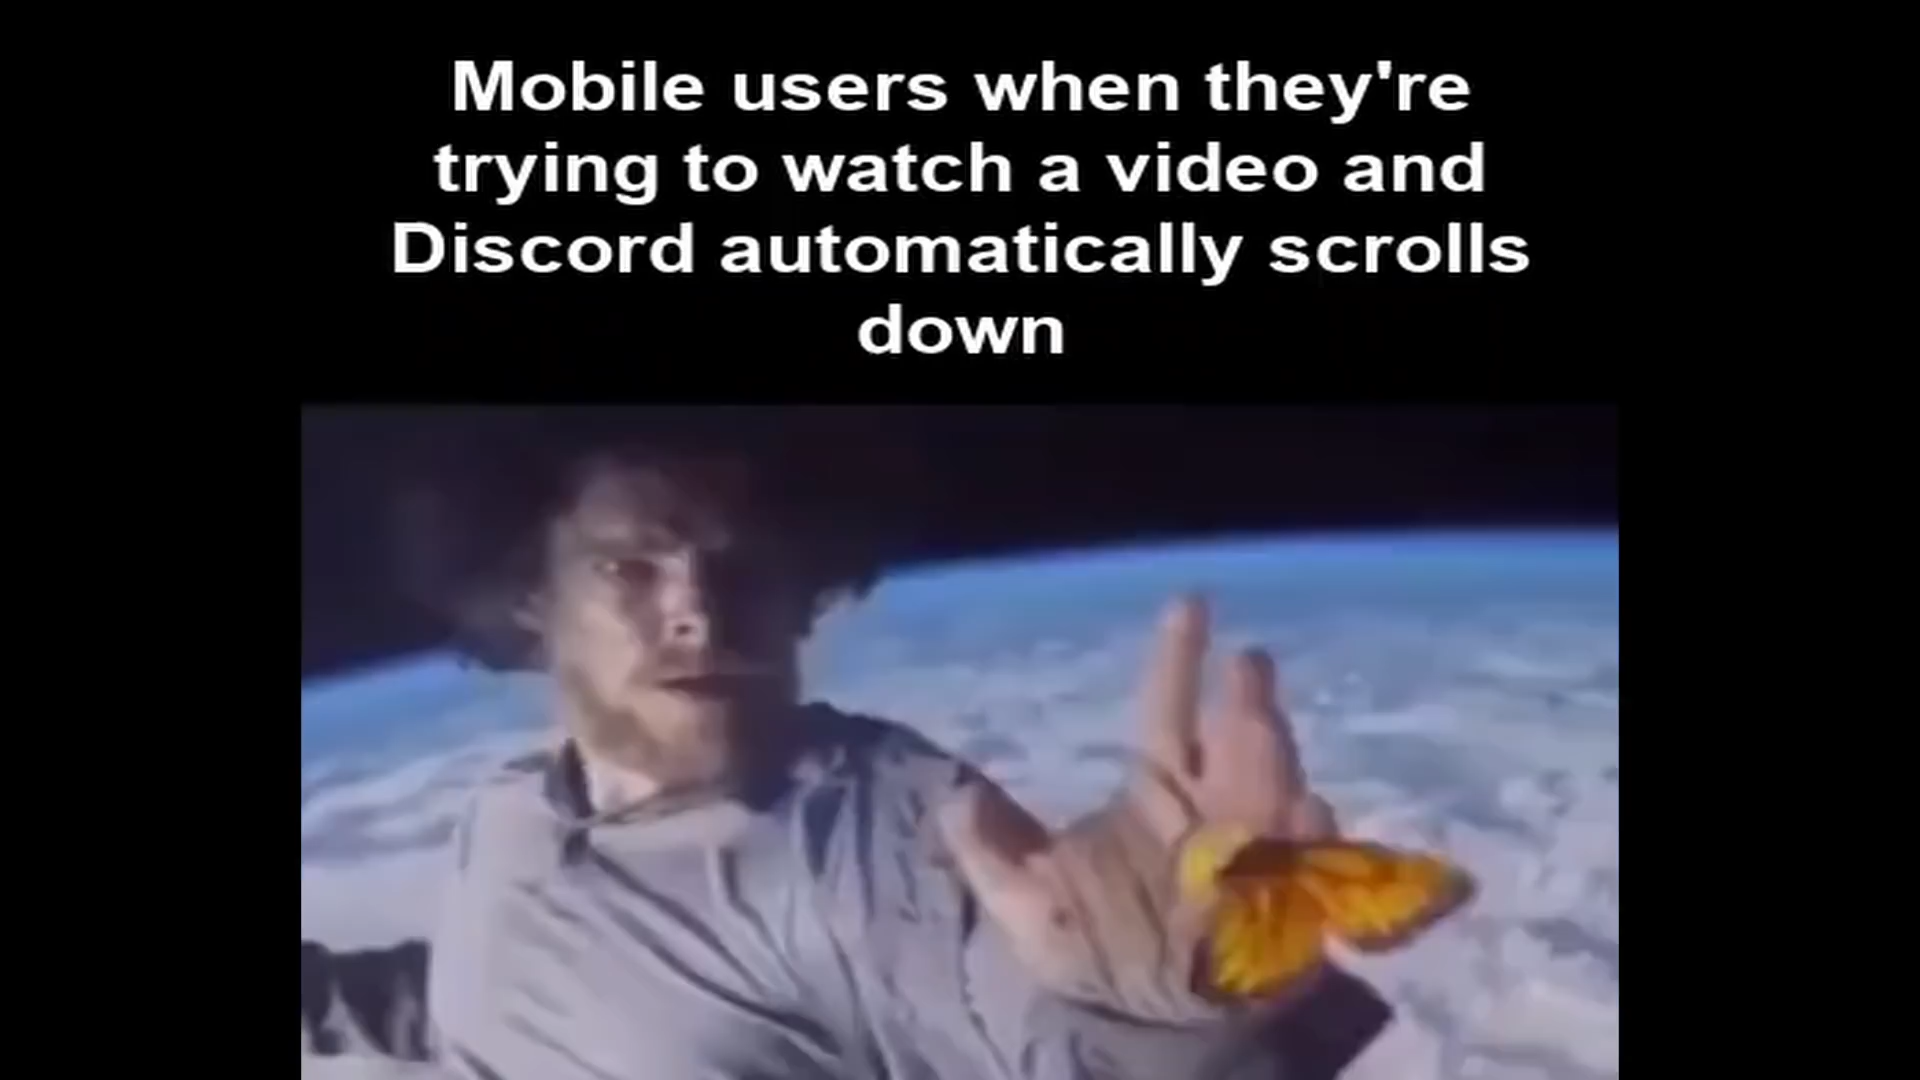 Mobile users when they're
trying to watch a video and
Discord automatically scrolls
down